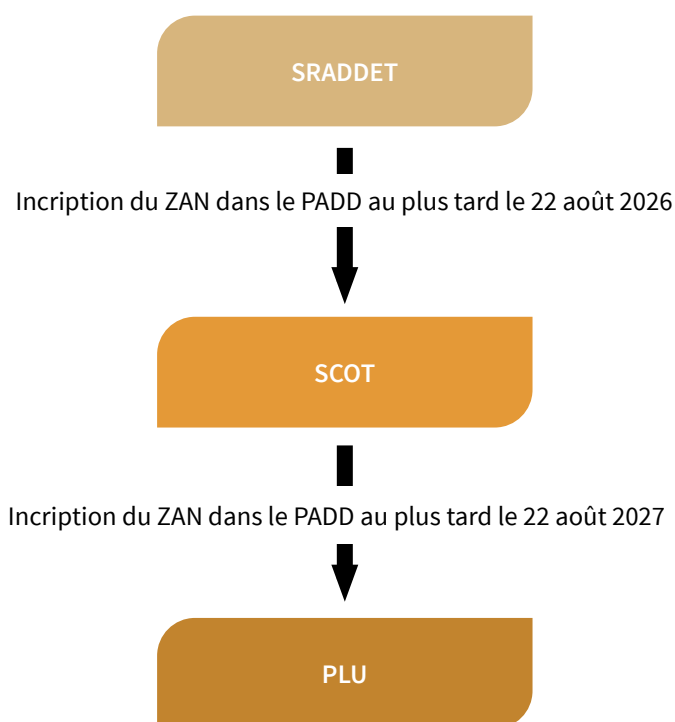 SRADDET
Incription du ZAN dans le PADD au plus tard le 22 août 2026
SCOT
Incription du ZAN dans le PADD au plus tard le 22 août 2027
PLU